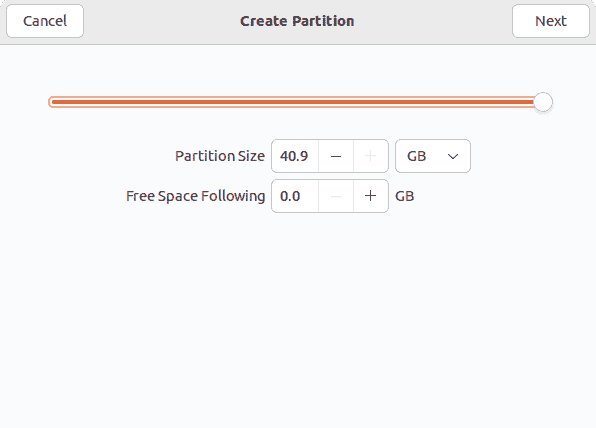 Cancel Create Partition Next
Partition Size 40.9 − + GB
Free Space Following 0.0 − + GB